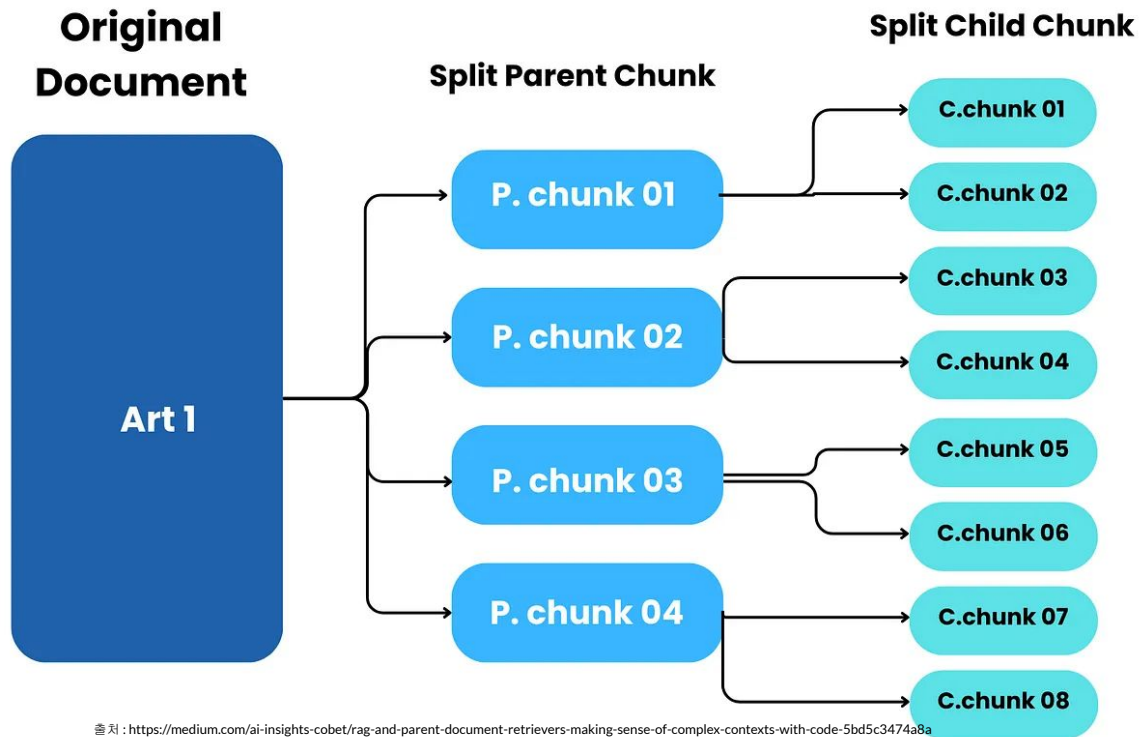 Original
Document
Split Parent Chunk
Split Child Chunk
Art 1
P. chunk 01
P. chunk 02
P. chunk 03
P. chunk 04
C.chunk 01
C.chunk 02
C.chunk 03
C.chunk 04
C.chunk 05
C.chunk 06
C.chunk 07
C.chunk 08
출처 : https://medium.com/ai-insights-cobet/rag-and-parent-document-retrievers-making-sense-of-complex-contexts-with-code-5bd5c3474a8a